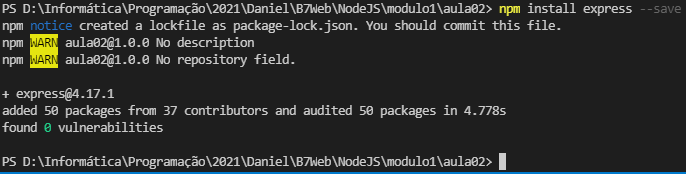 PS D:\Informática\Programação\2021\Daniel\B7Web\NodeJS\modulo1\aula02> npm install express --save
npm notice created a lockfile as package-lock.json. You should commit this file.
npm WARN aula02@1.0.0 No description
npm WARN aula02@1.0.0 No repository field.
+ express@4.17.1
added 50 packages from 37 contributors and audited 50 packages in 4.778s
found 0 vulnerabilities
PS D:\Informática\Programação\2021\Daniel\B7Web\NodeJS\modulo1\aula02>